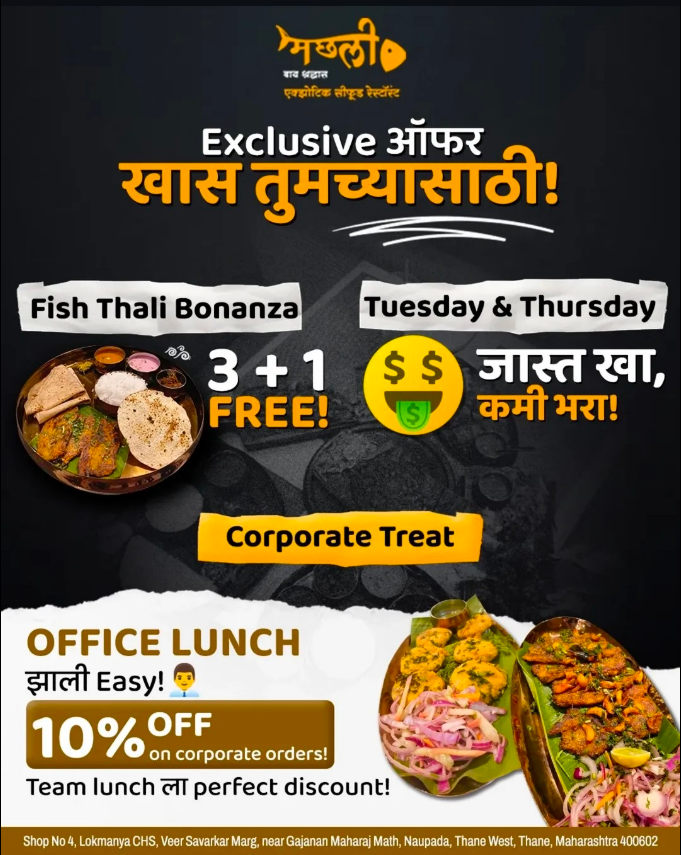 मछली
बाय श्रद्धास
एक्झोटिक सीफूड रेस्टॉरंट
Exclusive ऑफर
खास तुमच्यासाठी!
Fish Thali Bonanza
3 + 1
FREE!
Tuesday & Thursday
जास्त खा,
कमी भरा!
Corporate Treat
OFFICE LUNCH
झाली Easy!
10% OFF
on corporate orders!
Team lunch ला perfect discount!
Shop No 4, Lokmanya CHS, Veer Savarkar Marg, near Gajanan Maharaj Math, Naupada, Thane West, Thane, Maharashtra 400602